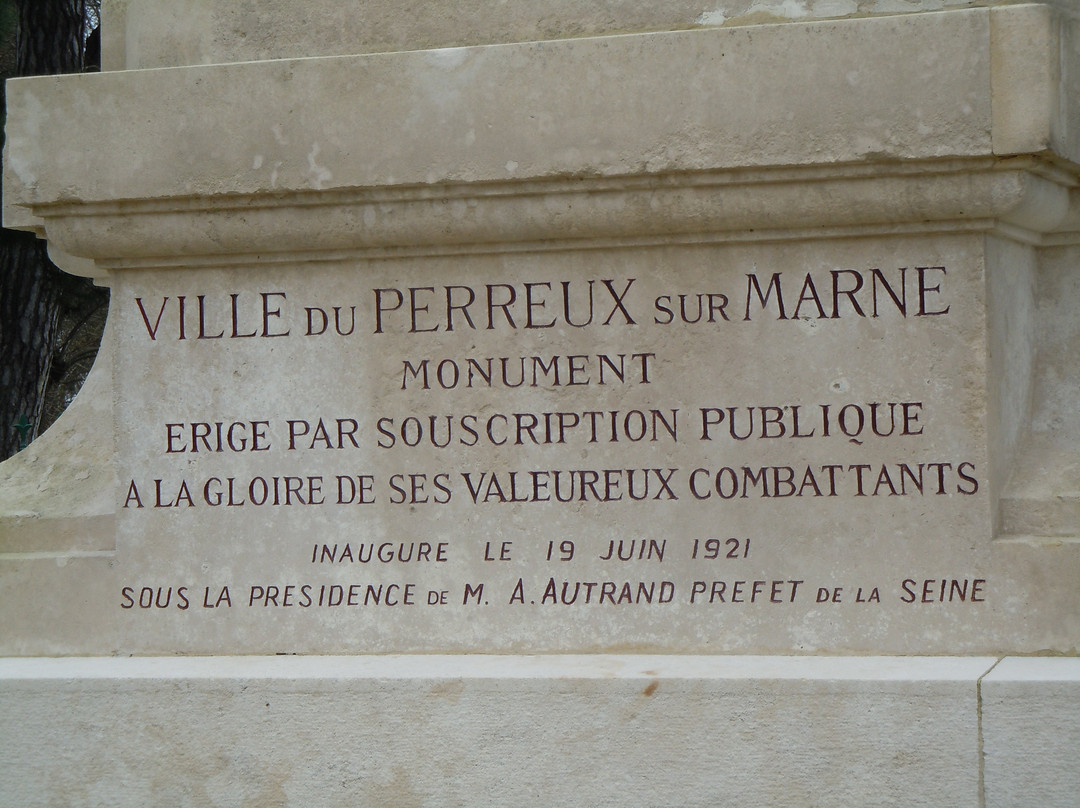 VILLE DU PERREUX SUR MARNE
MONUMENT
ERIGE PAR SOUSCRIPTION PUBLIQUE
A LA GLOIRE DE SES VALEUREUX COMBATTANTS
INAUGURE LE 19 JUIN 1921
SOUS LA PRESIDENCE DE M. A. AUTRAND PREFET DE LA SEINE